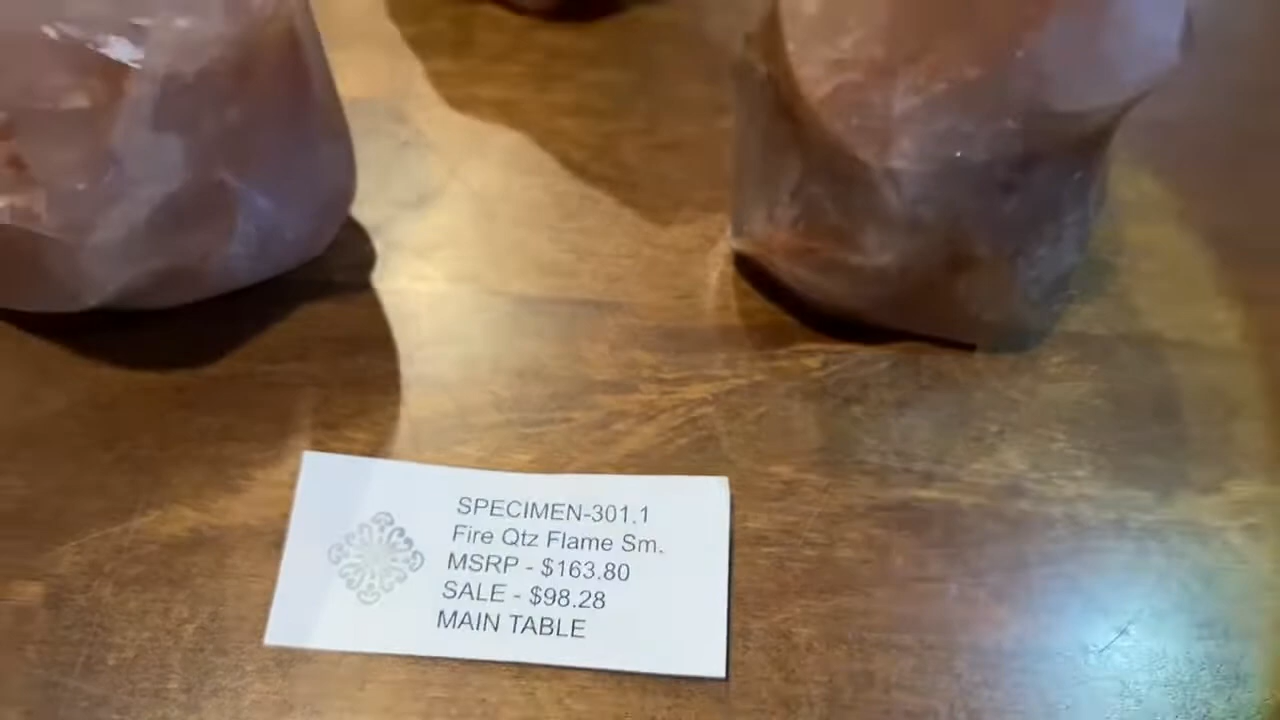 SPECIMEN-301.1
Fire Qtz Flame Sm.
MSRP - $163.80
SALE - $98.28
MAIN TABLE